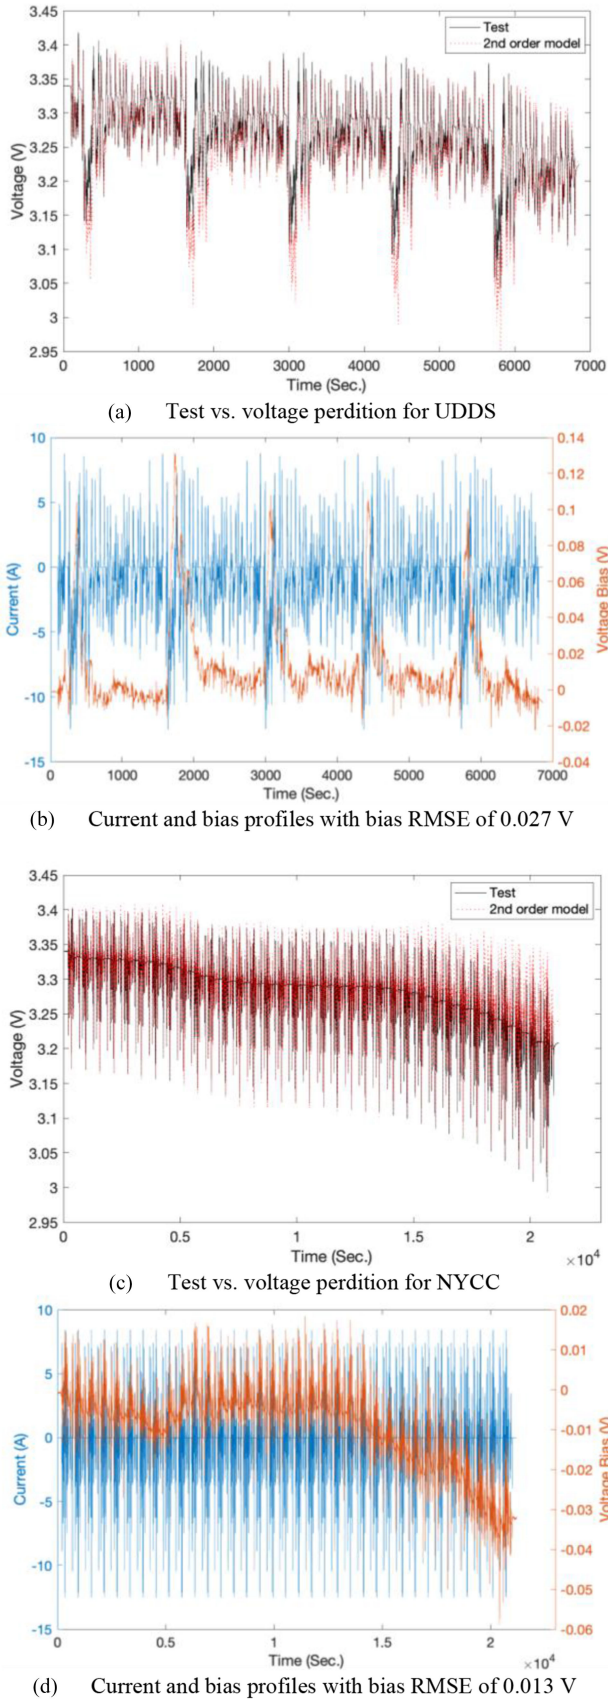 3.45
3.4
3.35
3.3
3.25
3.2
3.15
3.1
3.05
3
2.95
Voltage (V)
Test
2nd order model
0 1000 2000 3000 4000 5000 6000 7000
Time (Sec.)
(a) Test vs. voltage perdition for UDDS
10
5
0
-5
-10
-15
Current (A)
0.14
0.12
0.1
0.08
0.06
0.04
0.02
0
-0.02
-0.04
Voltage Bias (V)
0 1000 2000 3000 4000 5000 6000 7000
Time (Sec.)
(b) Current and bias profiles with bias RMSE of 0.027 V
3.45
3.4
3.35
3.3
3.25
3.2
3.15
3.1
3.05
3
2.95
Voltage (V)
Test
2nd order model
0 0.5 1 1.5 2
Time (Sec.)
×10⁴
(c) Test vs. voltage perdition for NYCC
10
5
0
-5
-10
-15
Current (A)
0.02
0.01
0
-0.01
-0.02
-0.03
-0.04
-0.05
-0.06
Voltage Bias (V)
0 0.5 1 1.5 2
Time (Sec.)
×10⁴
(d) Current and bias profiles with bias RMSE of 0.013 V